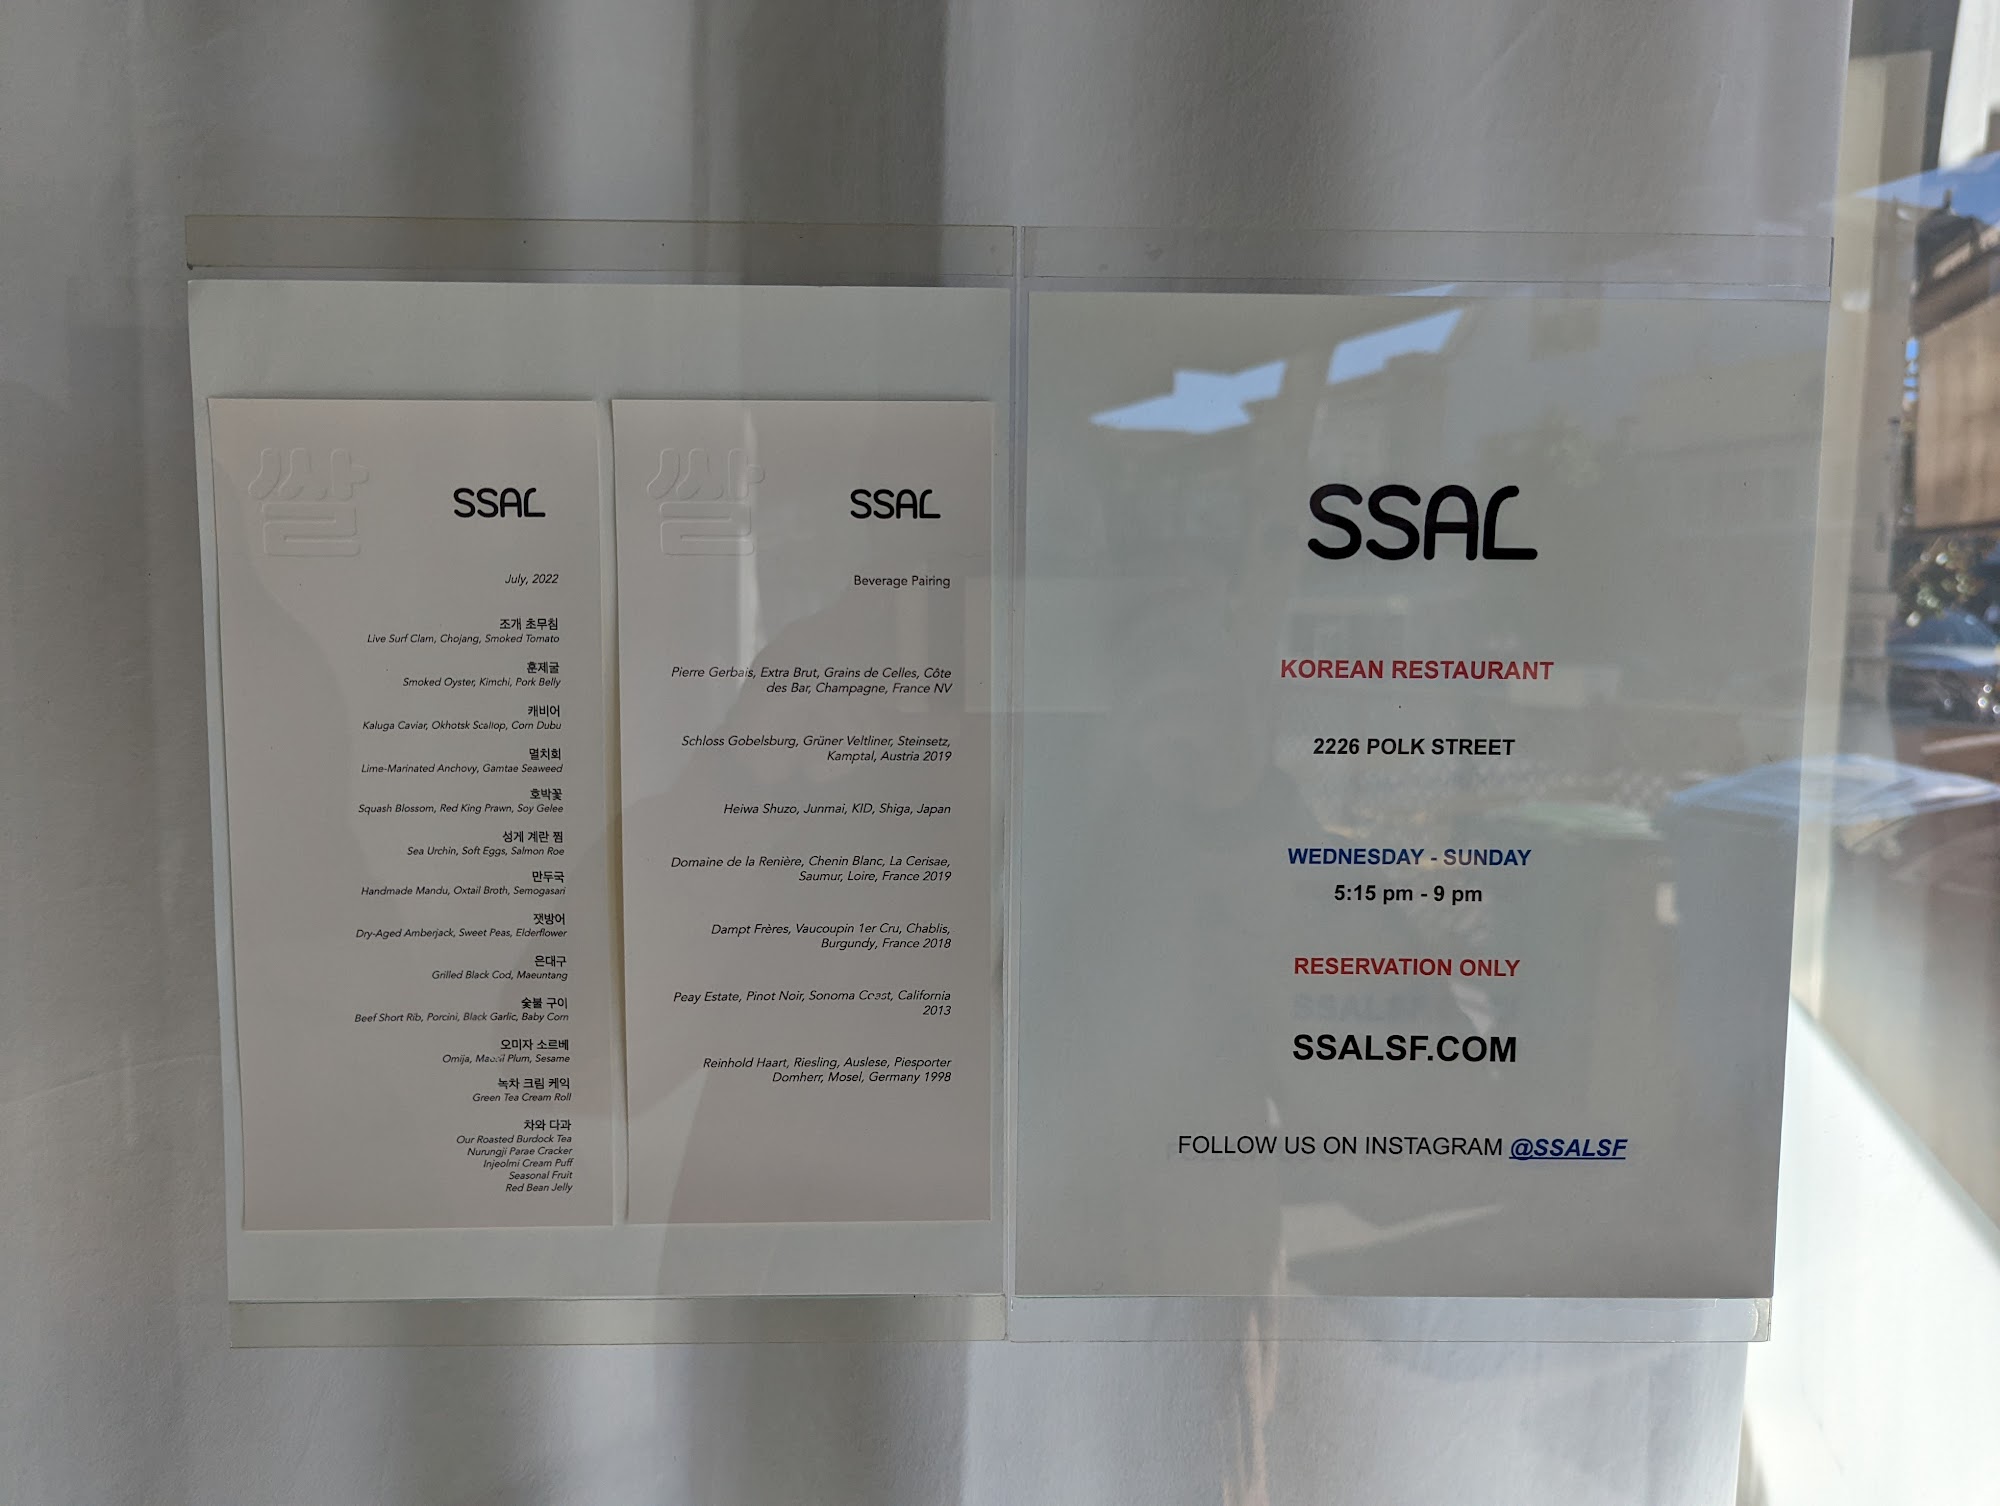 쌀
SSAL
July, 2022
조개 초무침
Live Surf Clam, Chojang, Smoked Tomato
훈제굴
Smoked Oyster, Kimchi, Pork Belly
캐비어
Kaluga Caviar, Okhotsk Scallop, Corn Dubu
멸치회
Lime-Marinated Anchovy, Gamtae Seaweed
호박꽃
Squash Blossom, Red King Prawn, Soy Gelee
성게 계란 찜
Sea Urchin, Soft Eggs, Salmon Roe
만두국
Handmade Mandu, Oxtail Broth, Semogasari
잿방어
Dry-Aged Amberjack, Sweet Peas, Elderflower
은대구
Grilled Black Cod, Maeuntang
숯불 구이
Beef Short Rib, Porcini, Black Garlic, Baby Corn
오미자 소르베
Omija, Maesil Plum, Sesame
녹차 크림 케익
Green Tea Cream Roll
차와 다과
Our Roasted Burdock Tea
Nurungji Parae Cracker
Injeolmi Cream Puff
Seasonal Fruit
Red Bean Jelly
쌀
SSAL
Beverage Pairing
Pierre Gerbais, Extra Brut, Grains de Celles, Côte
des Bar, Champagne, France NV
Schloss Gobelsburg, Grüner Veltliner, Steinsetz,
Kamptal, Austria 2019
Heiwa Shuzo, Junmai, KID, Shiga, Japan
Domaine de la Renière, Chenin Blanc, La Cerisae,
Saumur, Loire, France 2019
Dampt Frères, Vaucoupin 1er Cru, Chablis,
Burgundy, France 2018
Peay Estate, Pinot Noir, Sonoma Coast, California
2013
Reinhold Haart, Riesling, Auslese, Piesporter
Domherr, Mosel, Germany 1998
SSAL
KOREAN RESTAURANT
2226 POLK STREET
WEDNESDAY - SUNDAY
5:15 pm - 9 pm
RESERVATION ONLY
SSALSF.COM
FOLLOW US ON INSTAGRAM @SSALSF